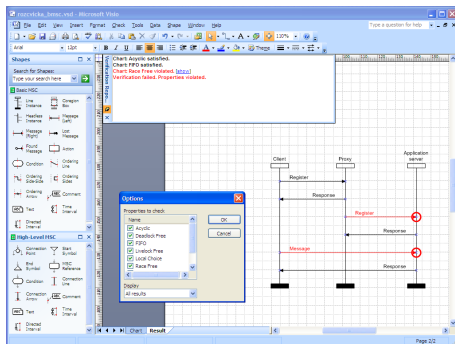 rssrvicka_bmsc.vsd - Microsoft Visio
File Edit View Insert Format Check Tools Data Shape Window Help
Type a question for help
110%
Arial 12pt. Theme
Shapes
Search for Shapes:
Type your search here
Basic MSC
Line Instance
Coregion Box
Headless Instance
Message (Left)
Message (Right)
Lost Message
Found Message
Action
Condition
Ordering Line
Ordering Side-Side
Ordering Sides
Ordering Arrow
Comment
Text
Time Interval
Directed Interval
High-Level MSC
Connection Point
Start Symbol
End Symbol
MSC Reference
Condition
Connection Line
Connection Arrow
Comment
Text
Time Interval
Directed Interval
Verification Repo...
Chart: Acyclic satisfied.
Chart: FIFO satisfied.
Chart: Race Free violated. [show]
Verification failed. Properties violated.
Options
Properties to check
Name
Acyclic
Deadlock Free
FIFO
Livelock Free
Local Choice
Race Free
OK
Cancel
Display
All results
Client
Proxy
Application server
Register
Response
Register
Response
Message
Response
Chart
Result
Page 2/2